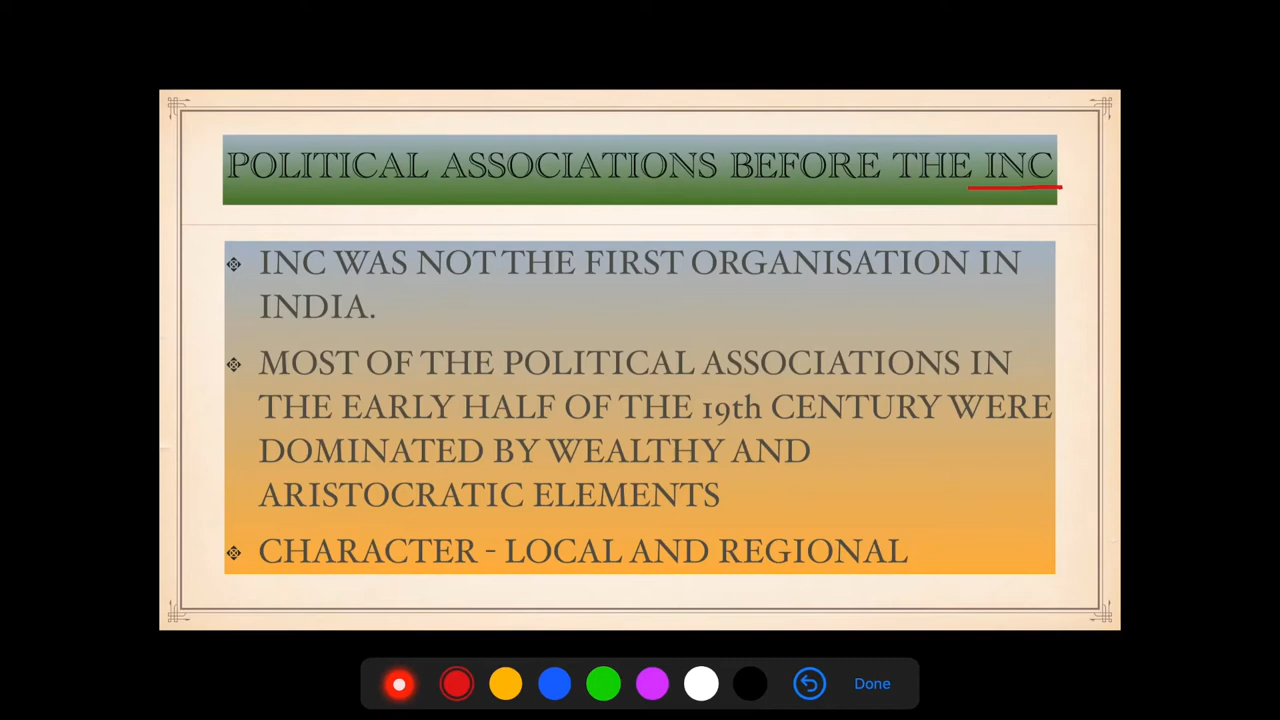 POLITICAL ASSOCIATIONS BEFORE THE INC
INC WAS NOT THE FIRST ORGANISATION IN
INDIA.
MOST OF THE POLITICAL ASSOCIATIONS IN
THE EARLY HALF OF THE 19th CENTURY WERE
DOMINATED BY WEALTHY AND
ARISTOCRATIC ELEMENTS
CHARACTER - LOCAL AND REGIONAL
Done